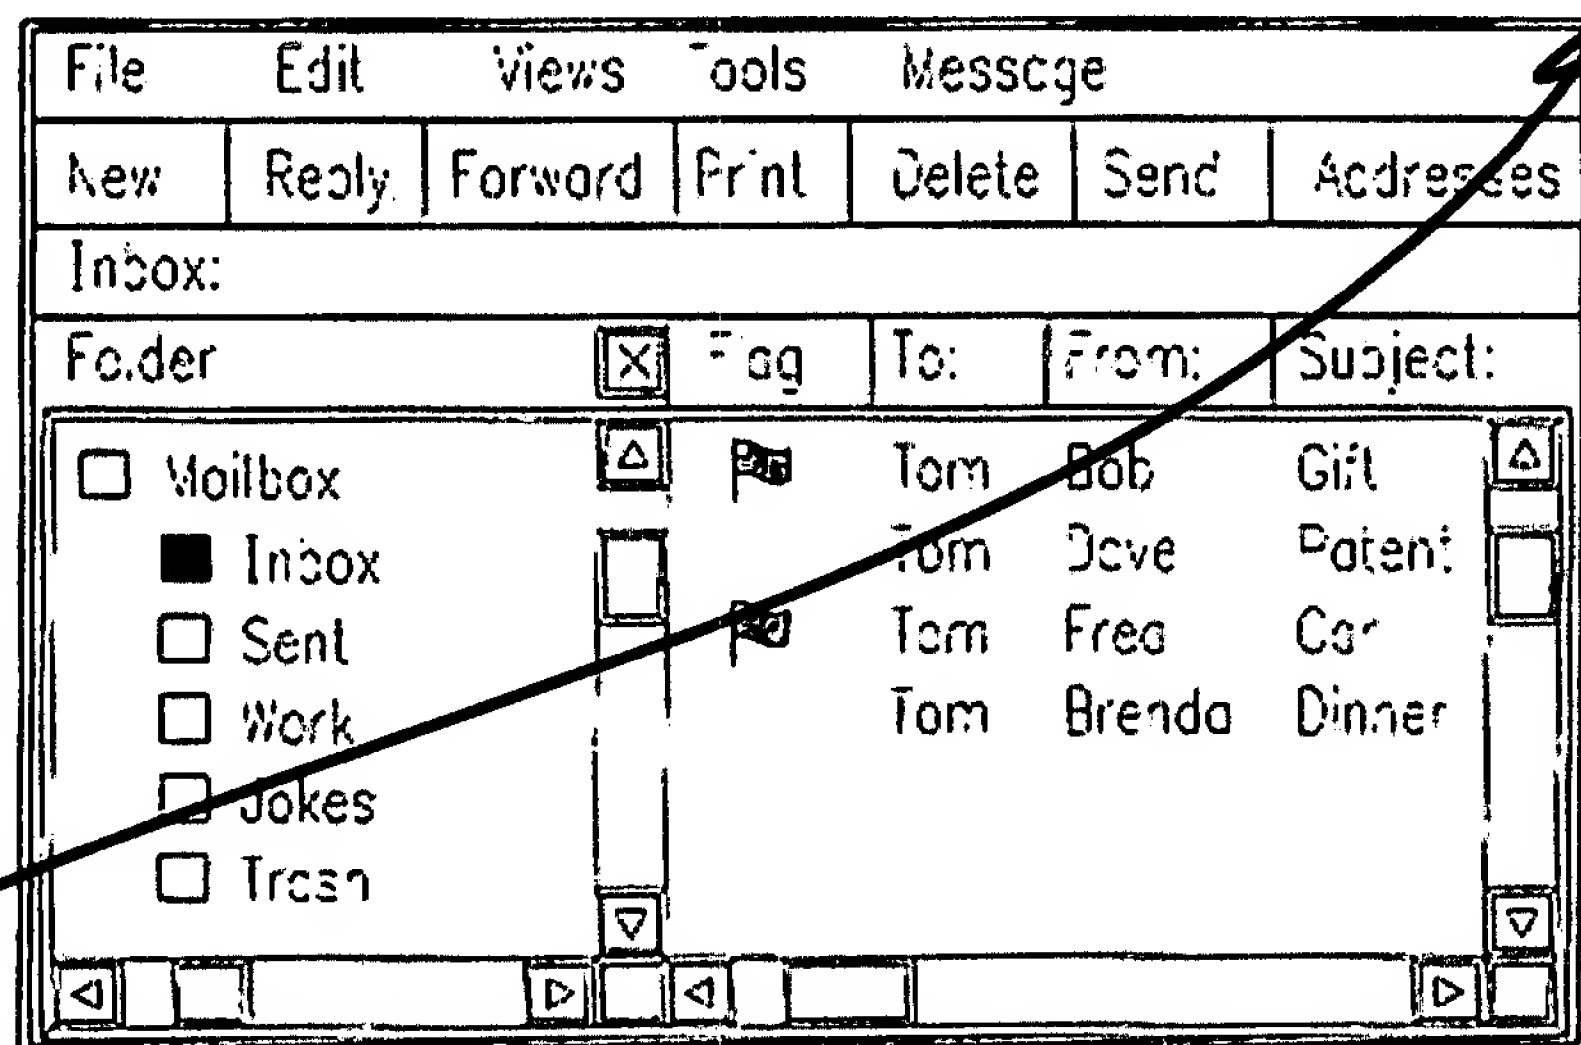 File Edit Views Tools Message
New Reply Forward Print Delete Send Addresses
Inbox:
Folder X Flag To: From: Subject:
Mailbox Tom Bob Gift
Inbox Tom Dave Patent
Sent Tom Fred Car
Work Tom Brenda Dinner
Jokes
Trash